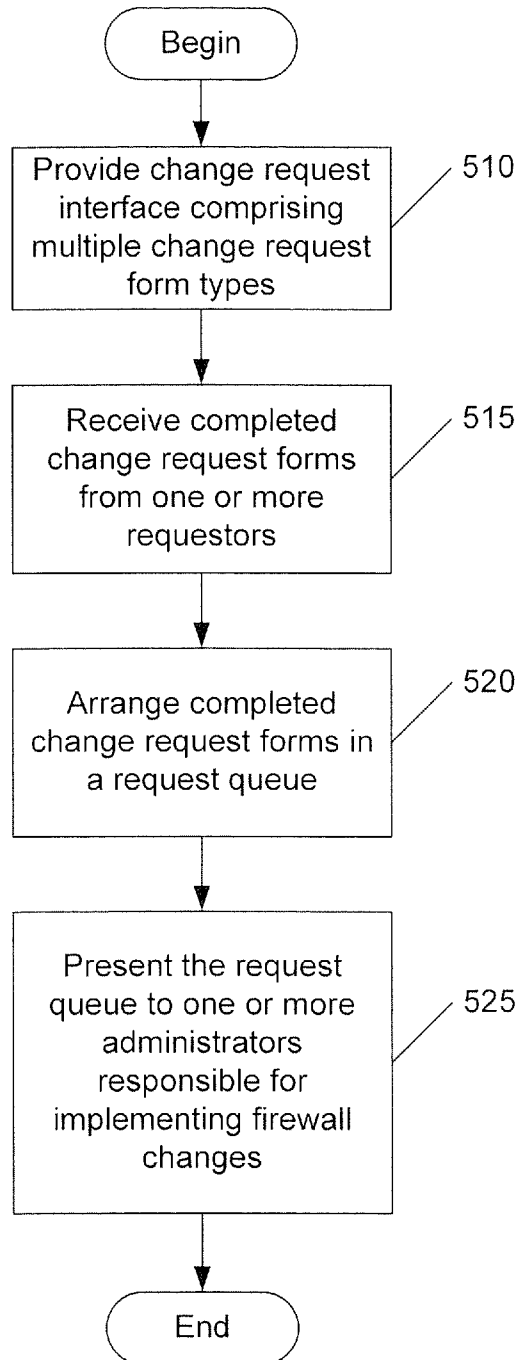 Begin
Provide change request
interface comprising
multiple change request
form types
510
Receive completed
change request forms
from one or more
requestors
515
Arrange completed
change request forms in
a request queue
520
Present the request
queue to one or more
administrators
responsible for
implementing firewall
changes
525
End